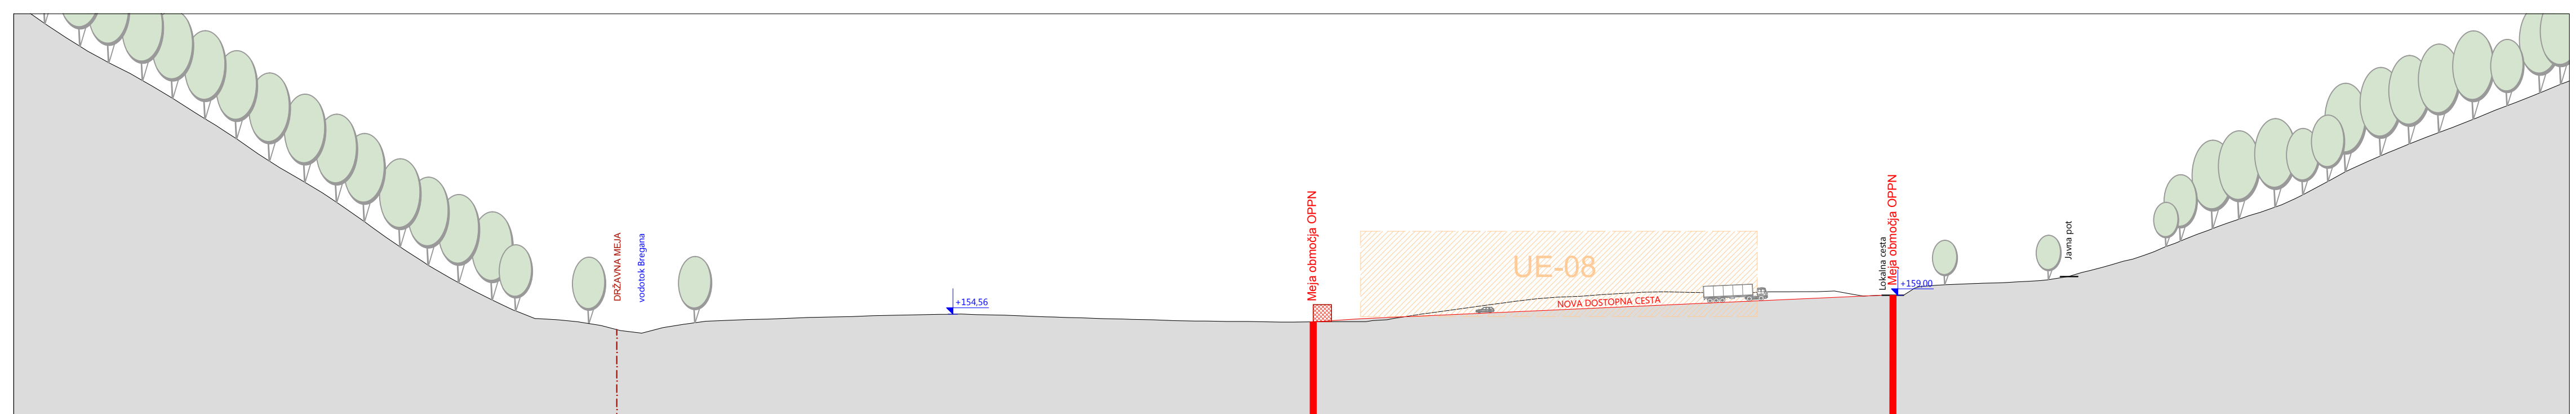 DRŽAVNA MEJA
vodotok Bregana
+154,56
Meja območja OPPN
UE-08
NOVA DOSTOPNA CESTA
Lokalna cesta
Meja območja OPPN
+159,00
Javna pot